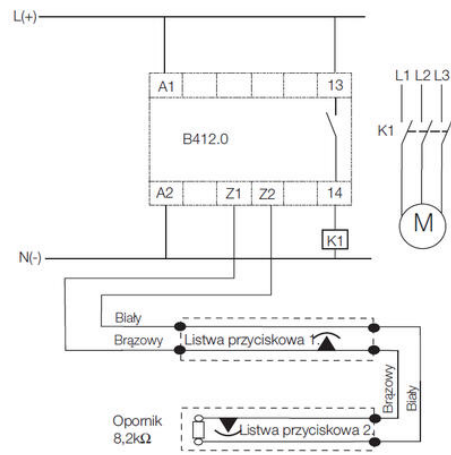 L(+)
A1
13
L1 L2 L3
K1
B412.0
M
A2
Z1
Z2
14
K1
N(-)
Biały
Brązowy
Listwa przyciskowa 1.
Brązowy
Biały
Opornik
8,2kΩ
Listwa przyciskowa 2.